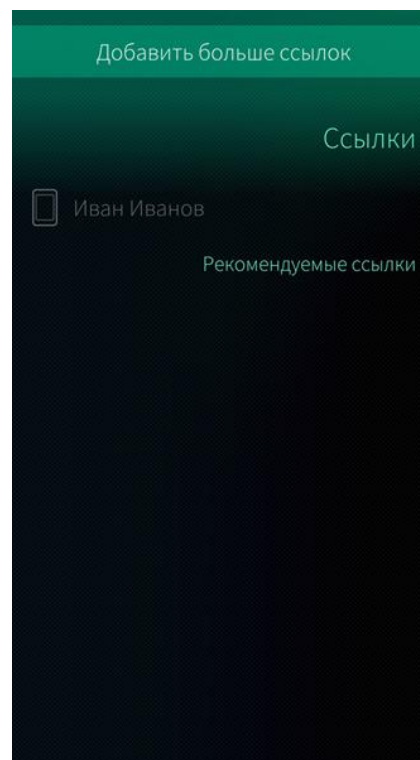 Добавить больше ссылок
Ссылки
Иван Иванов
Рекомендуемые ссылки